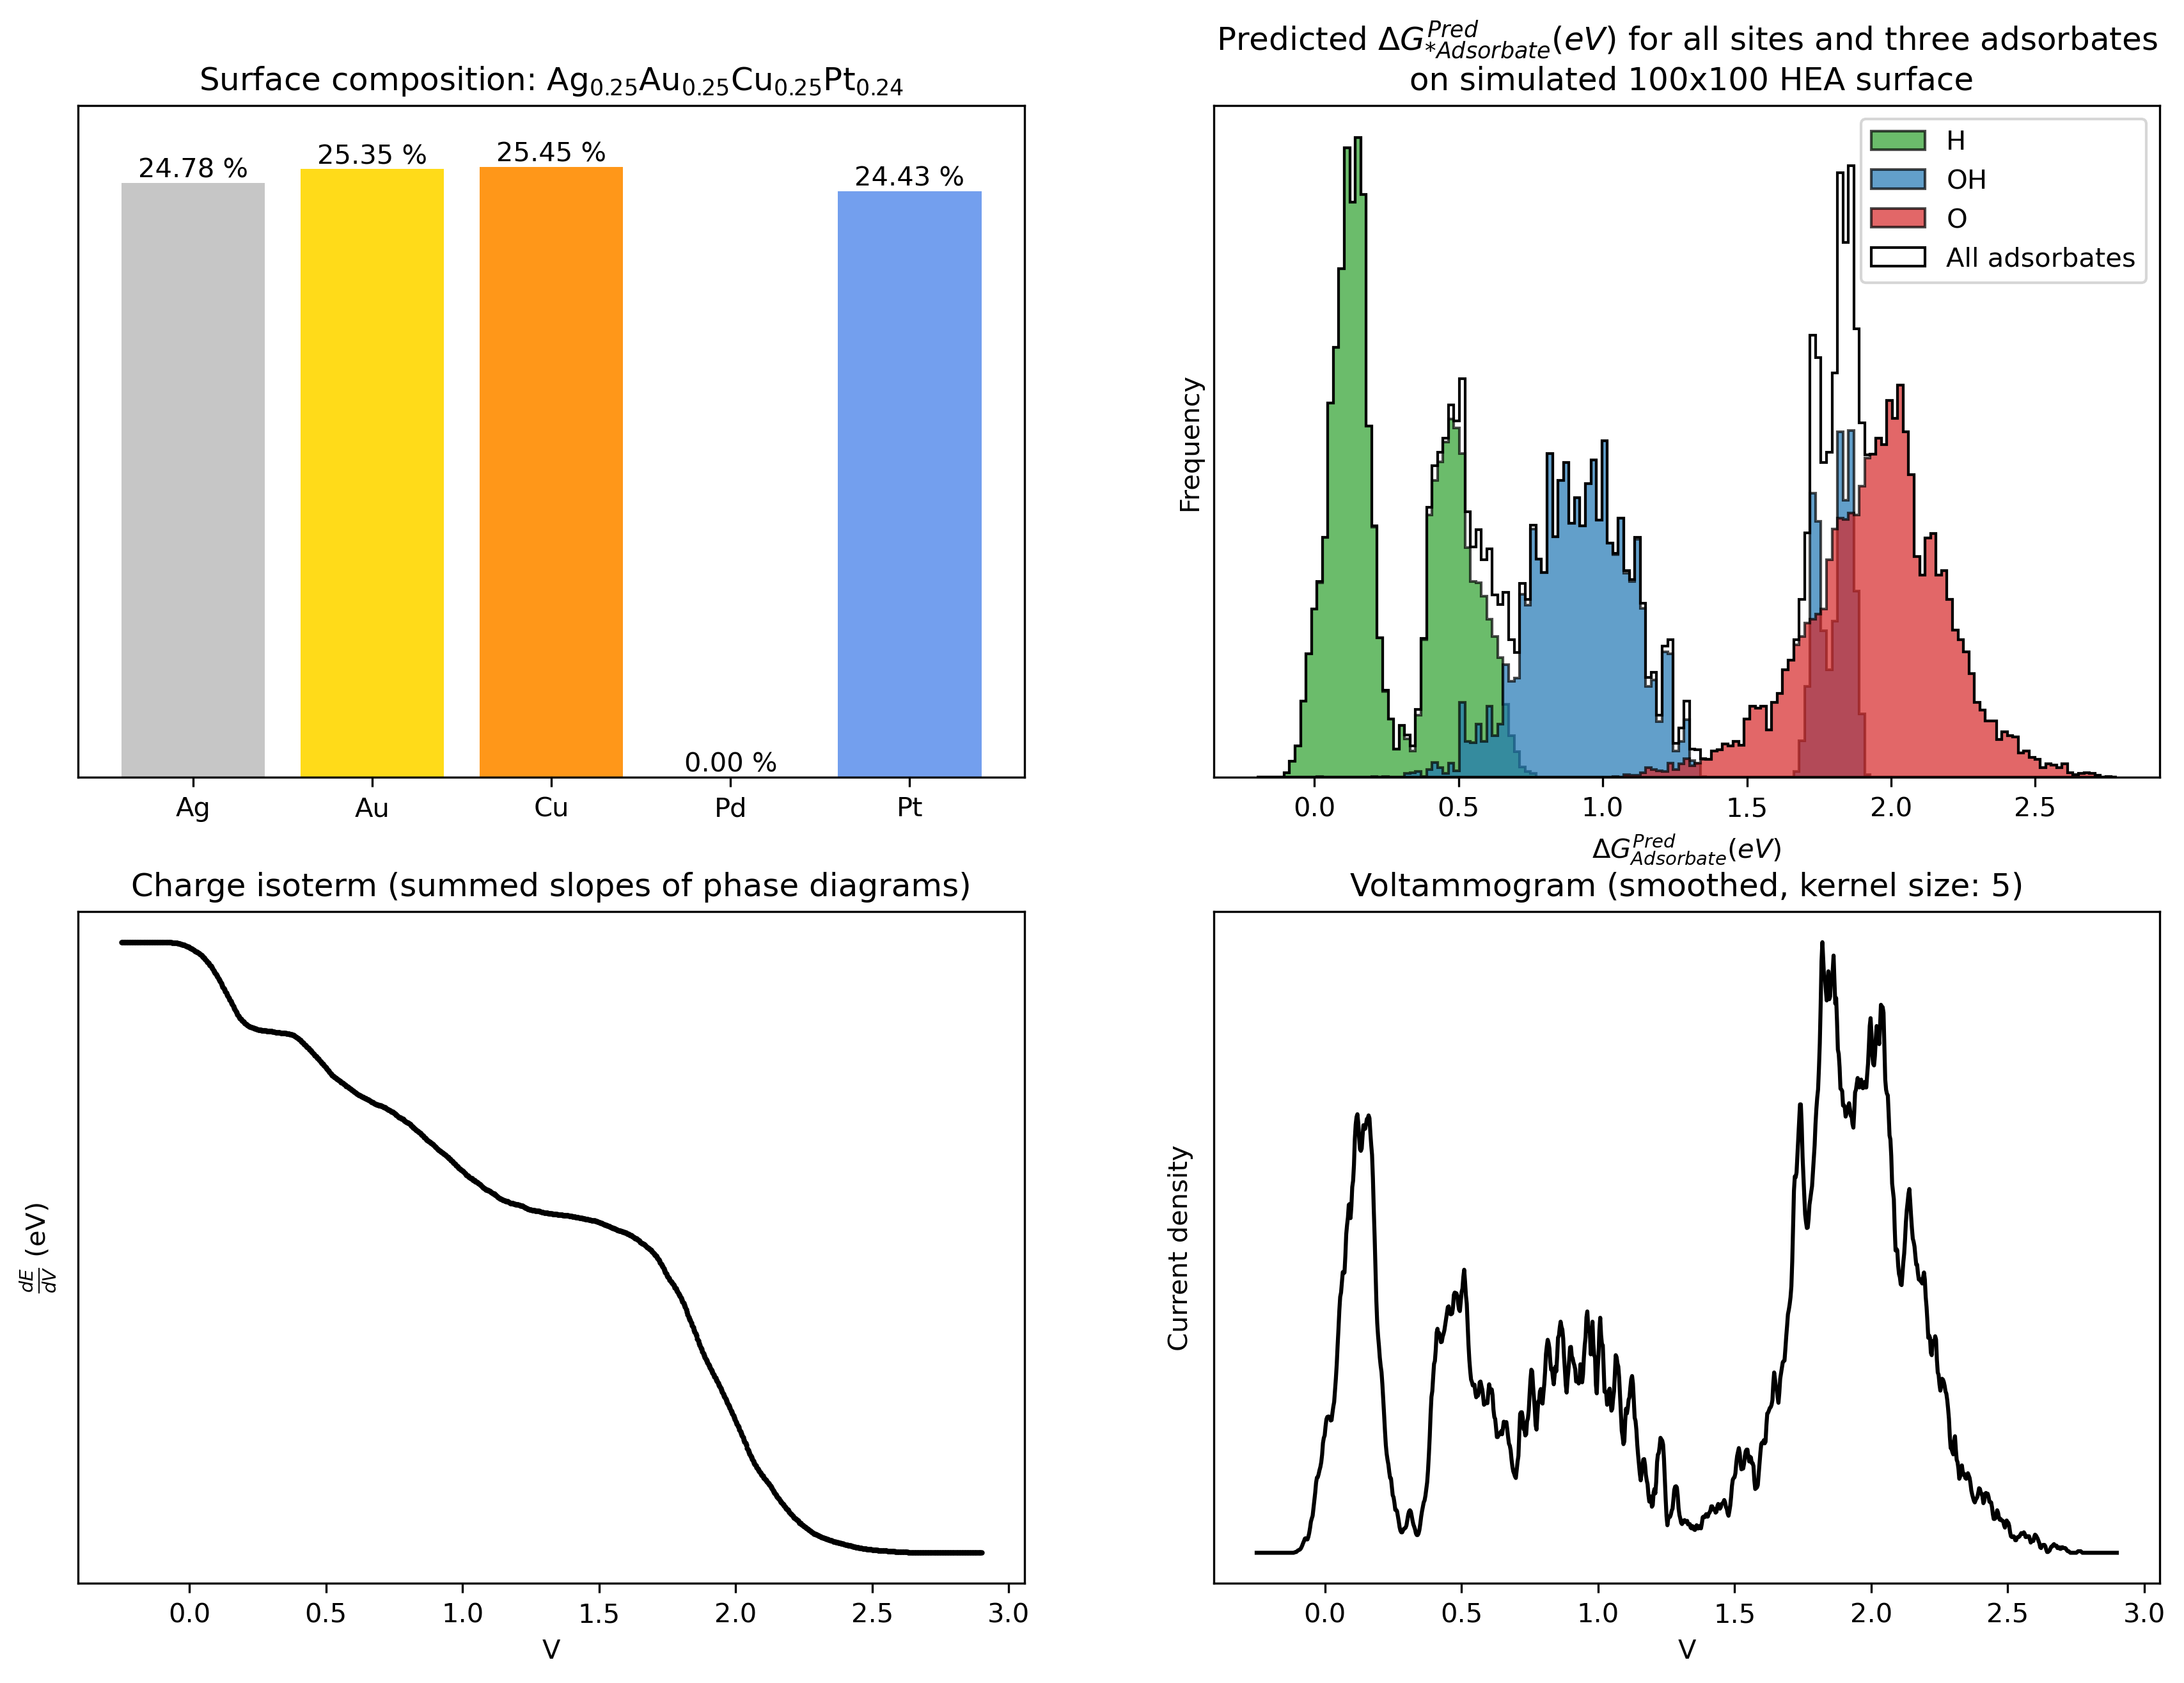 Surface composition: Ag0.25Au0.25Cu0.25Pt0.24
24.78 %
25.35 %
25.45 %
0.00 %
24.43 %
Ag
Au
Cu
Pd
Pt
Predicted ΔG^Pred_*Adsorbate(eV) for all sites and three adsorbates
on simulated 100x100 HEA surface
H
OH
O
All adsorbates
Frequency
0.0
0.5
1.0
1.5
2.0
2.5
ΔG^Pred_Adsorbate(eV)
Charge isoterm (summed slopes of phase diagrams)
dE/dV (eV)
0.0
0.5
1.0
1.5
2.0
2.5
3.0
V
Voltammogram (smoothed, kernel size: 5)
Current density
0.0
0.5
1.0
1.5
2.0
2.5
3.0
V